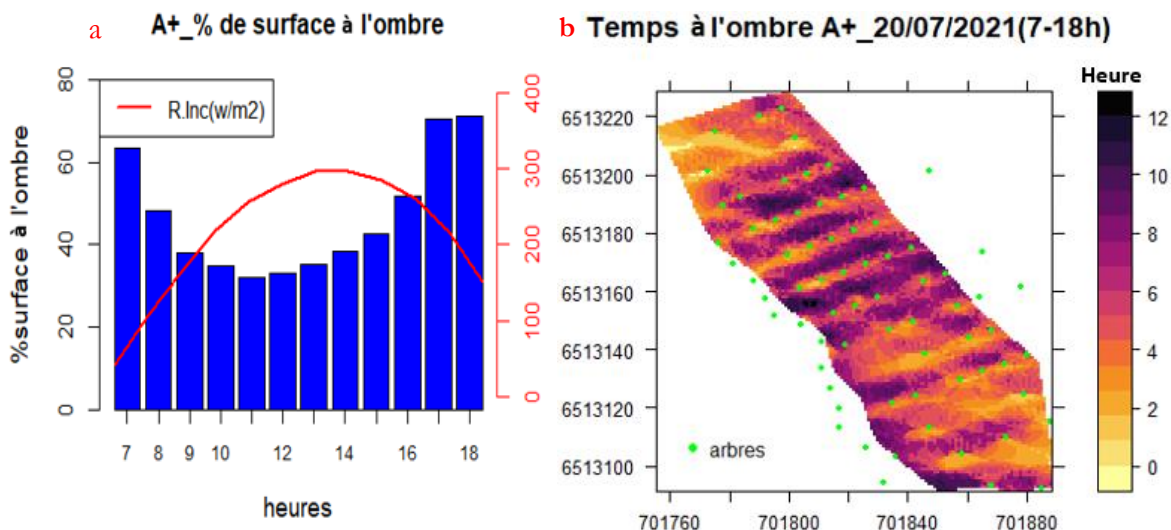 a
A+_% de surface à l'ombre
%surface à l'ombre
80
60
40
20
0
R.Inc(w/m2)
400
300
200
100
0
7 8 9 10 12 14 16 18
heures
b
Temps à l'ombre A+_20/07/2021(7-18h)
6513220
6513200
6513180
6513160
6513140
6513120
6513100
arbres
701760 701800 701840 701880
Heure
12
10
8
6
4
2
0